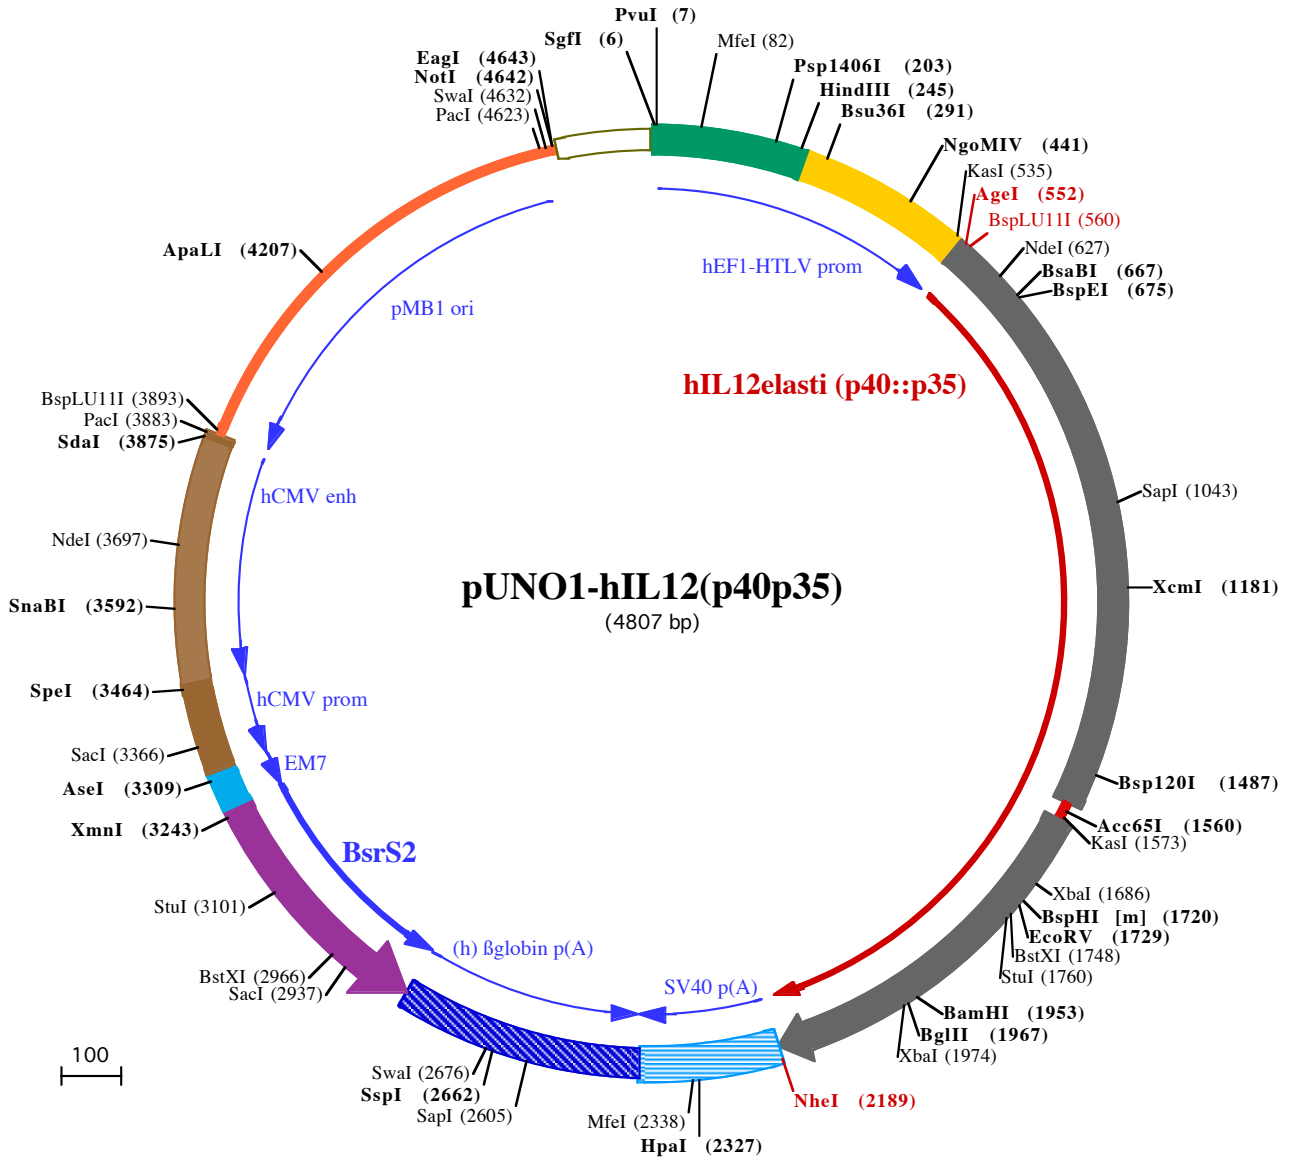 PvuI (7)
SgfI (6)
MfeI (82)
EagI (4643)
NotI (4642)
SwaI (4632)
PacI (4623)
Psp1406I (203)
HindIII (245)
Bsu36I (291)
NgoMIV (441)
KasI (535)
AgeI (552)
BspLU11I (560)
NdeI (627)
BsaBI (667)
BspEI (675)
ApaLI (4207)
hEF1-HTLV prom
pMB1 ori
hIL12elasti (p40::p35)
BspLU11I (3893)
PacI (3883)
SdaI (3875)
hCMV enh
SapI (1043)
NdeI (3697)
pUNO1-hIL12(p40p35)
(4807 bp)
XcmI (1181)
SnaBI (3592)
SpeI (3464)
hCMV prom
SacI (3366)
EM7
AseI (3309)
Bsp120I (1487)
XmnI (3243)
Acc65I (1560)
KasI (1573)
BsrS2
XbaI (1686)
StuI (3101)
BspHI [m] (1720)
EcoRV (1729)
BstXI (1748)
StuI (1760)
(h) ßglobin p(A)
SV40 p(A)
BstXI (2966)
SacI (2937)
BamHI (1953)
BglII (1967)
XbaI (1974)
100
SwaI (2676)
SspI (2662)
SapI (2605)
NheI (2189)
MfeI (2338)
HpaI (2327)